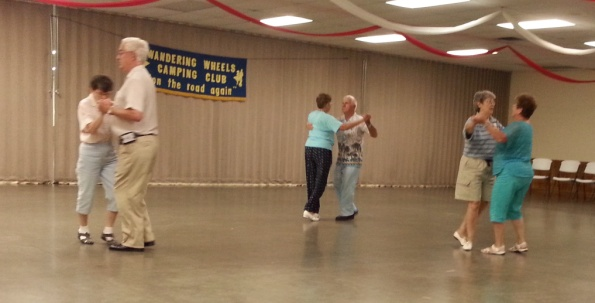 WANDERING WHEELS
CAMPING CLUB
"on the road again"